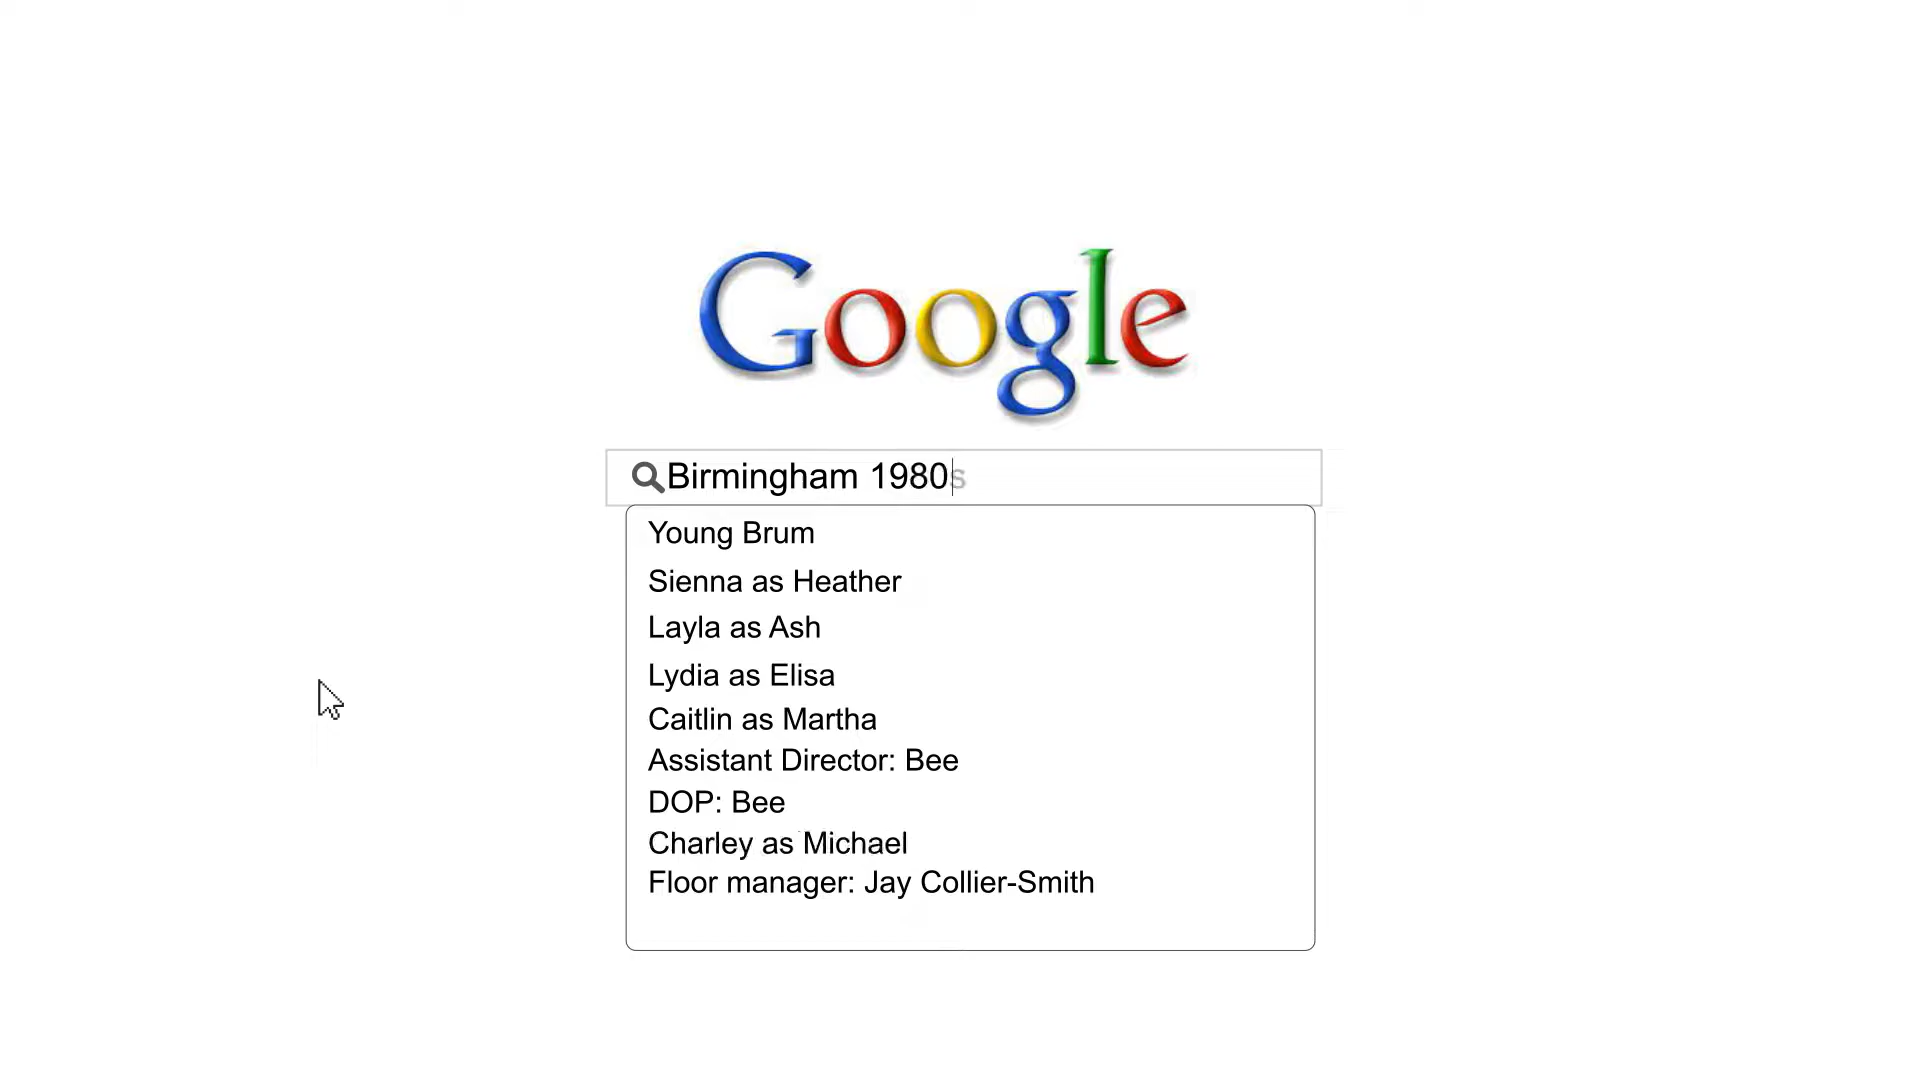 Google
Birmingham 1980s
Young Brum
Sienna as Heather
Layla as Ash
Lydia as Elisa
Caitlin as Martha
Assistant Director: Bee
DOP: Bee
Charley as Michael
Floor manager: Jay Collier-Smith